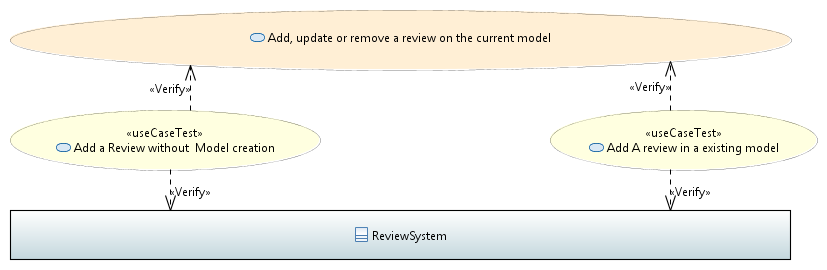 Add, update or remove a review on the current model
«Verify» «Verify»
«useCaseTest» «useCaseTest»
Add a Review without  Model creation Add A review in a existing model
«Verify» «Verify»
ReviewSystem